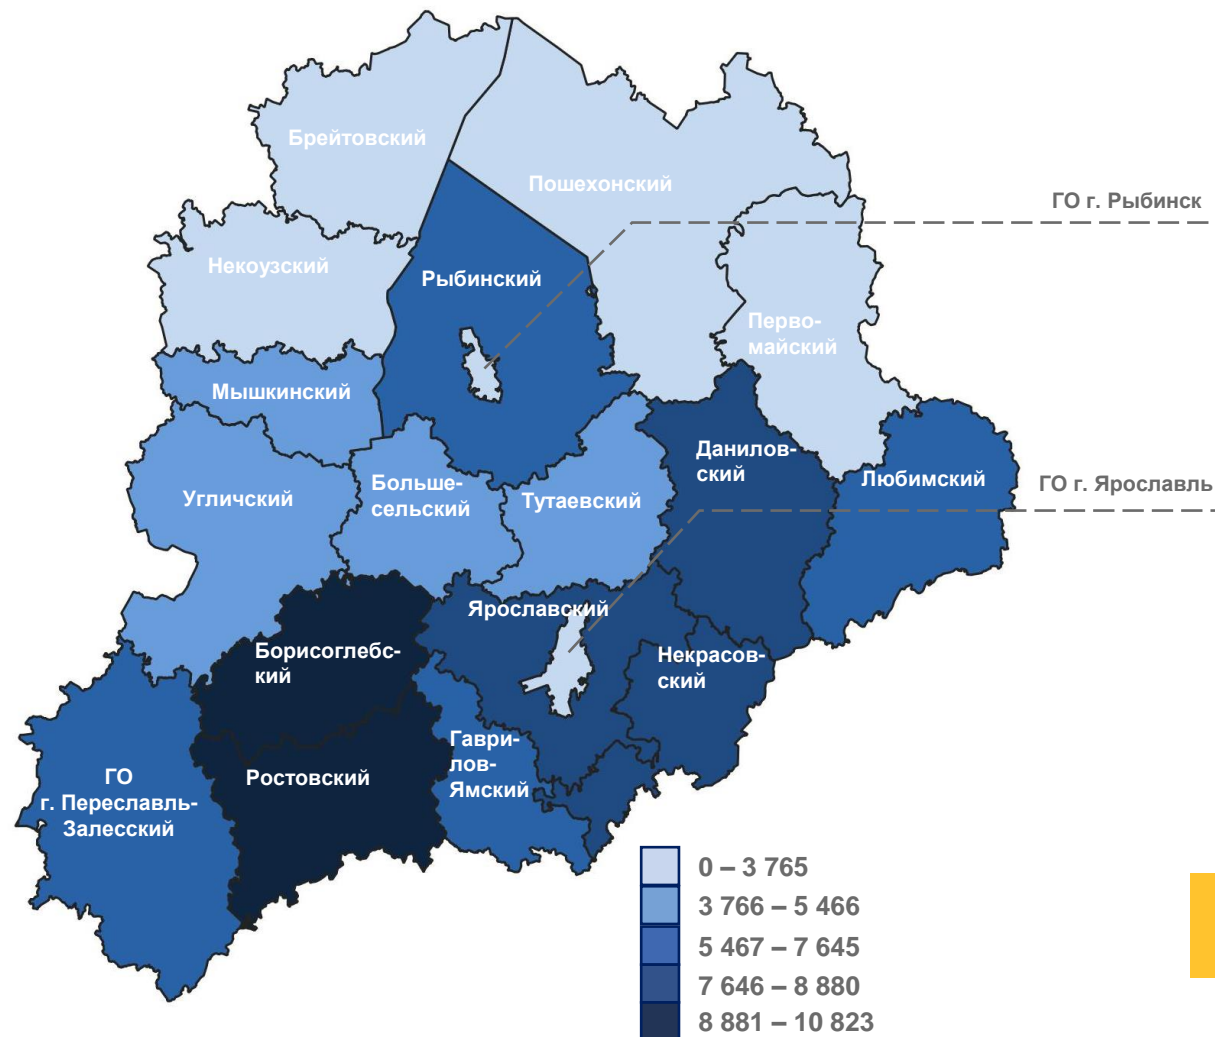 Брейтовский
Пошехонский
ГО г. Рыбинск
Некоузский
Рыбинский
Перво-
майский
Мышкинский
Данилов-
ский
Любимский
ГО г. Ярославль
Угличский
Больше-
сельский
Тутаевский
Ярославский
Борисоглебс-
кий
Некрасов-
ский
Гаври-
лов-
Ямский
ГО
г. Переславль-
Залесский
Ростовский
0 – 3 765
3 766 – 5 466
5 467 – 7 645
7 646 – 8 880
8 881 – 10 823